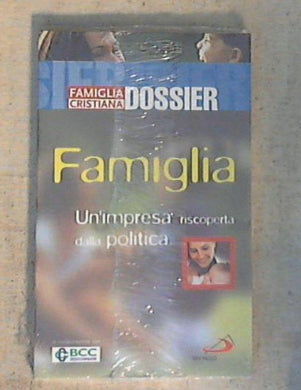 FAMIGLIA
CRISTIANA
DOSSIER
Famiglia
Un'impresa riscoperta
dalla politica
BCC